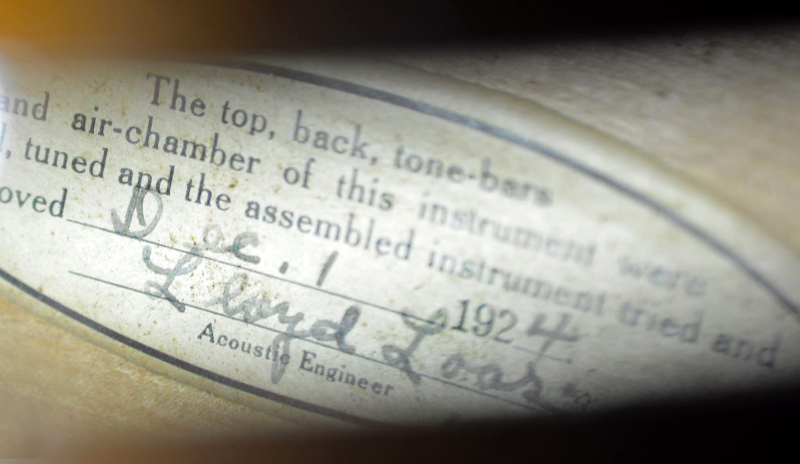 The top, back, tone-bars
and air-chamber of this instrument were
, tuned and the assembled instrument tried and
oved Dec. 1 1924
Lloyd Loar
Acoustic Engineer